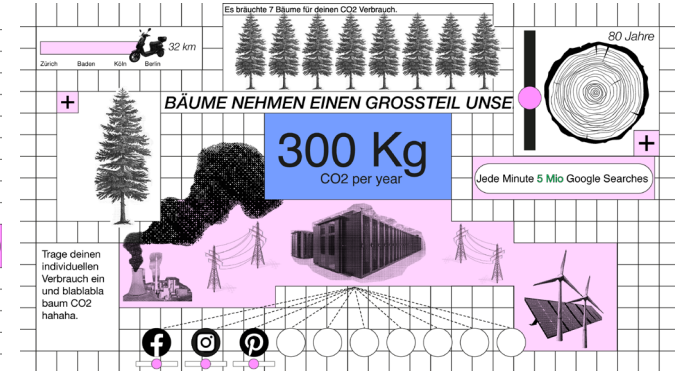 Es bräuchte 7 Bäume für deinen CO2 Verbrauch.
32 km
Zürich Baden Köln Berlin
80 Jahre
+
BÄUME NEHMEN EINEN GROSSTEIL UNSE
+
300 Kg
CO2 per year
Jede Minute 5 Mio Google Searches
Trage deinen
individuellen
Verbrauch ein
und blablabla
baum CO2
hahaha.